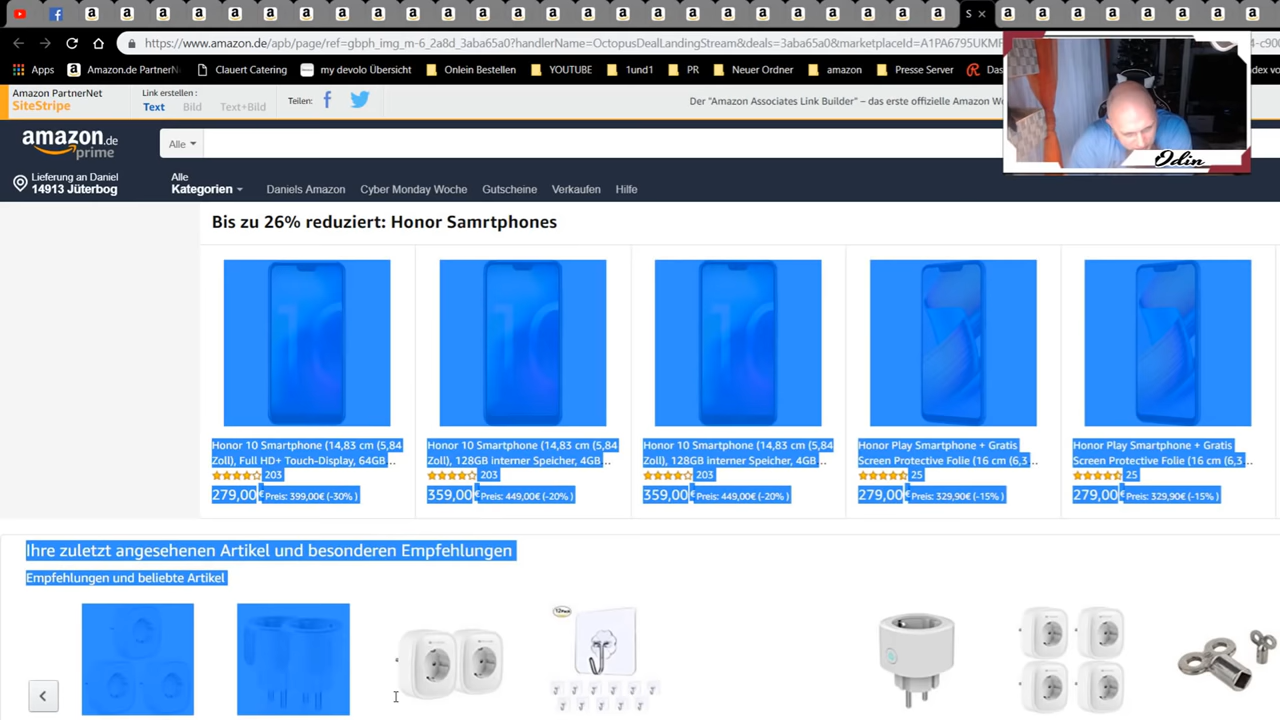 S
https://www.amazon.de/apb/page/ref=gbph_img_m-6_2a8d_3aba65a0?handlerName=OctopusDealLandingStream&deals=3aba65a0&marketplaceId=A1PA6795UKMF
Apps Amazon.de PartnerN Clauert Catering my devolo Übersicht Onlein Bestellen YOUTUBE 1und1 PR Neuer Ordner amazon Presse Server Das
Amazon PartnerNet
SiteStripe
Link erstellen :
Text Bild Text+Bild
Teilen:
Der "Amazon Associates Link Builder" – das erste offizielle Amazon
Odin
amazon.de
prime
Alle
Lieferung an Daniel
14913 Jüterbog
Alle
Kategorien
Daniels Amazon Cyber Monday Woche Gutscheine Verkaufen Hilfe
Bis zu 26% reduziert: Honor Samrtphones
Honor 10 Smartphone (14,83 cm (5,84
Zoll), Full HD+ Touch-Display, 64GB ...
203
279,00€ Preis: 399,00€ (-30% )
Honor 10 Smartphone (14,83 cm (5,84
Zoll), 128GB interner Speicher, 4GB ...
203
359,00€ Preis: 449,00€ (-20% )
Honor 10 Smartphone (14,83 cm (5,84
Zoll), 128GB interner Speicher, 4GB ...
203
359,00€ Preis: 449,00€ (-20% )
Honor Play Smartphone + Gratis
Screen Protective Folie (16 cm (6,3 ...
25
279,00€ Preis: 329,90€ (-15% )
Honor Play Smartphone + Gratis
Screen Protective Folie (16 cm (6,3 ...
25
279,00€ Preis: 329,90€ (-15% )
Ihre zuletzt angesehenen Artikel und besonderen Empfehlungen
Empfehlungen und beliebte Artikel